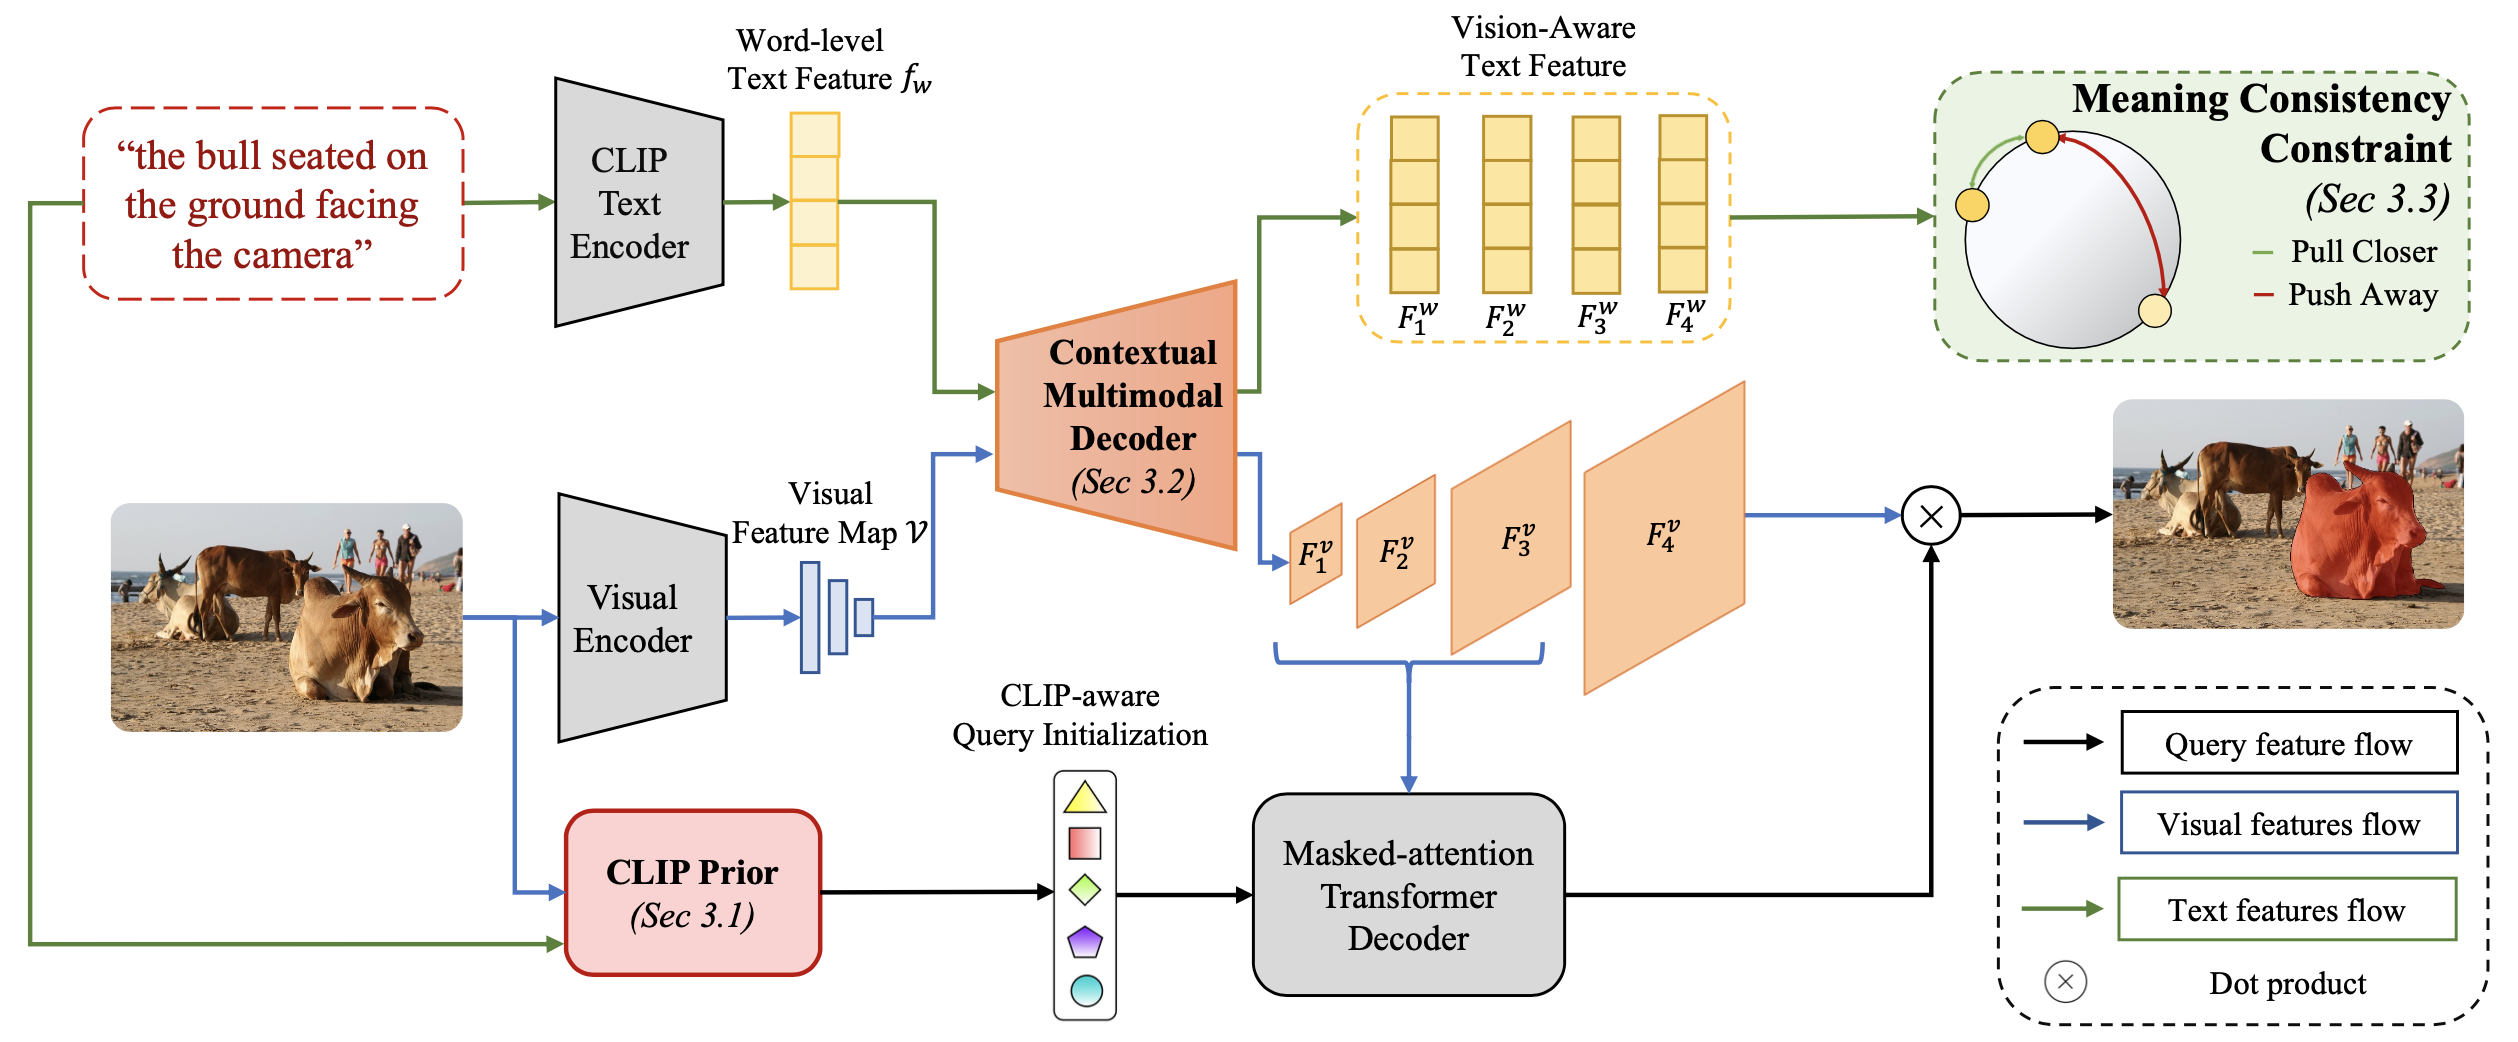 “the bull seated on
the ground facing
the camera”
CLIP
Text
Encoder
Word-level
Text Feature f_w
Contextual
Multimodal
Decoder
(Sec 3.2)
Vision-Aware
Text Feature
F_1^w F_2^w F_3^w F_4^w
Meaning Consistency
Constraint
(Sec 3.3)
Pull Closer
Push Away
Visual
Encoder
Visual
Feature Map 𝒱
F_1^v F_2^v F_3^v F_4^v
CLIP Prior
(Sec 3.1)
CLIP-aware
Query Initialization
Masked-attention
Transformer
Decoder
Query feature flow
Visual features flow
Text features flow
Dot product